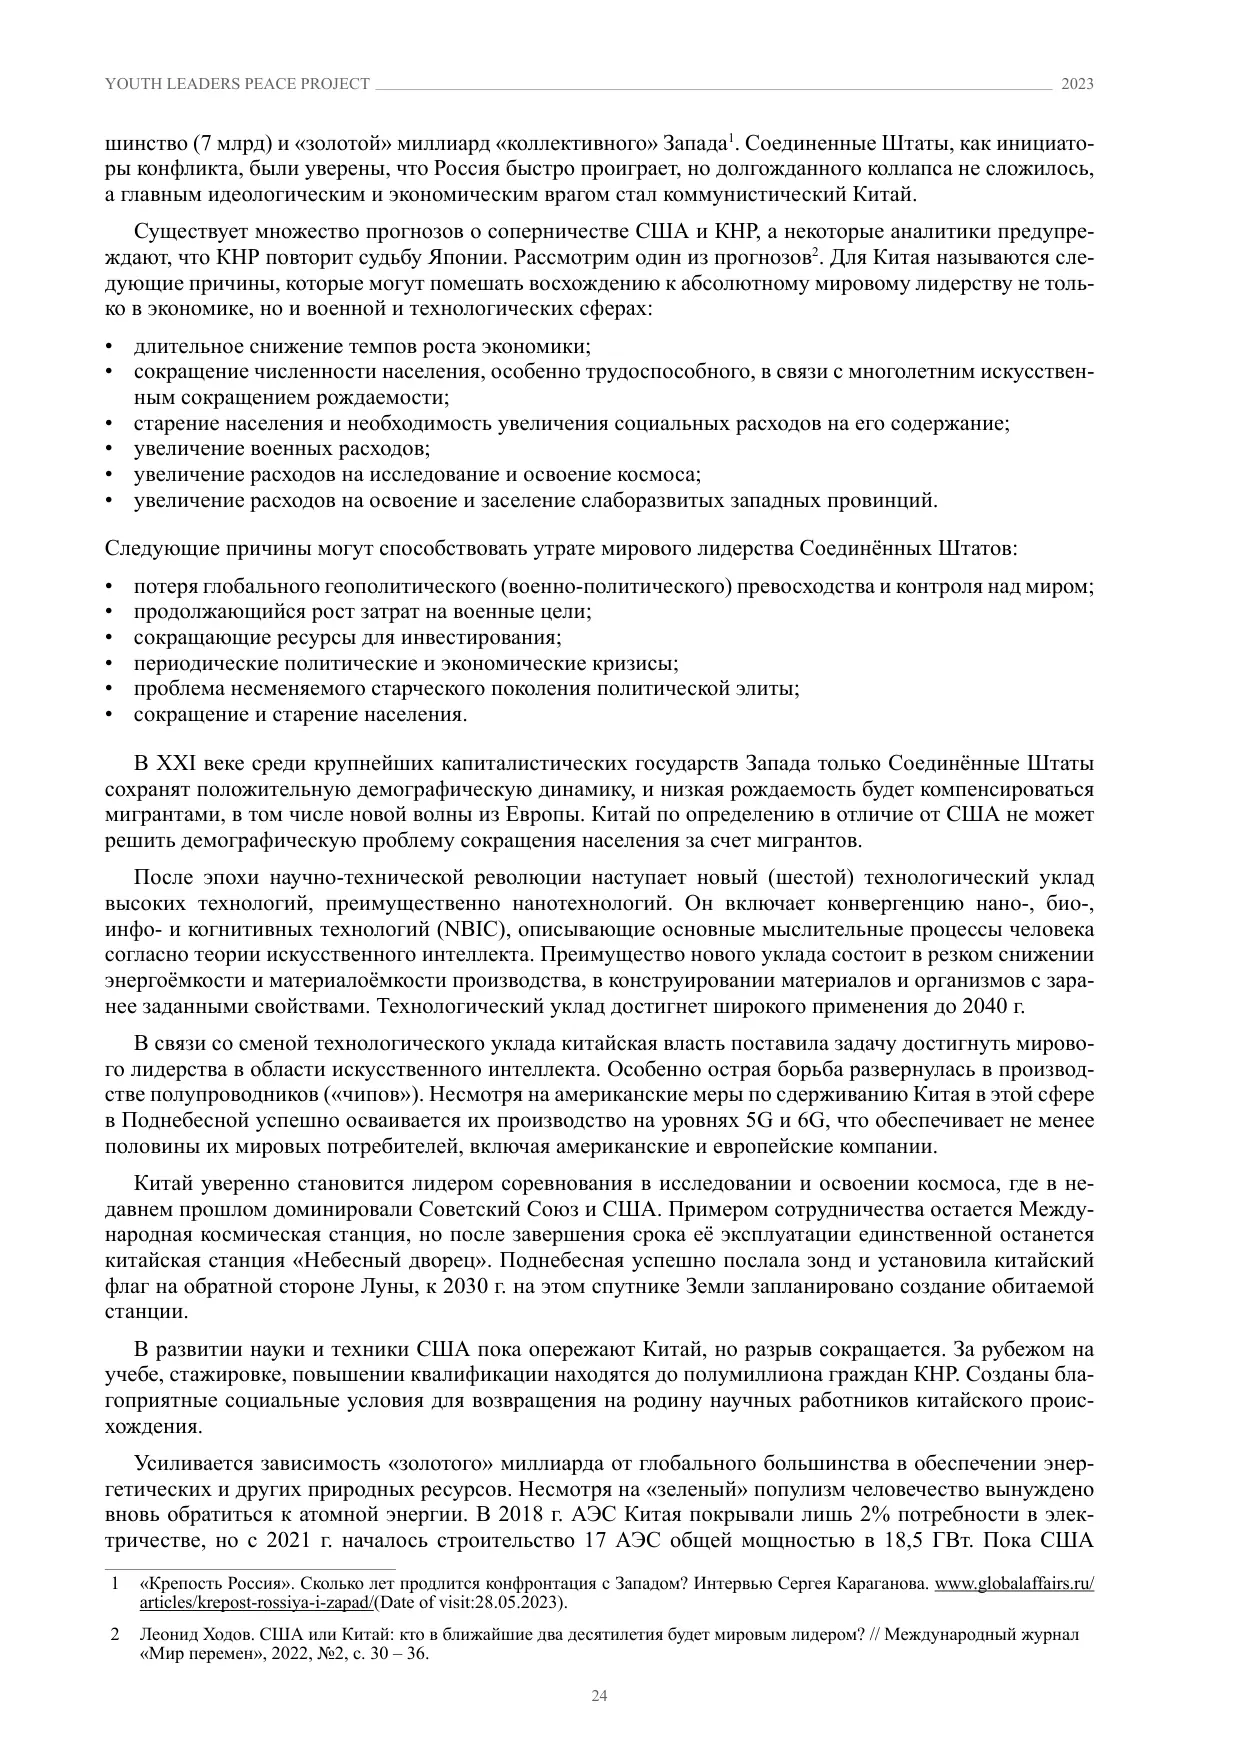 YOUTH LEADERS PEACE PROJECT 2023
шинство (7 млрд) и «золотой» миллиард «коллективного» Запада1. Соединенные Штаты, как инициато-
ры конфликта, были уверены, что Россия быстро проиграет, но долгожданного коллапса не сложилось,
а главным идеологическим и экономическим врагом стал коммунистический Китай.
Существует множество прогнозов о соперничестве США и КНР, а некоторые аналитики предупре-
ждают, что КНР повторит судьбу Японии. Рассмотрим один из прогнозов2. Для Китая называются сле-
дующие причины, которые могут помешать восхождению к абсолютному мировому лидерству не толь-
ко в экономике, но и военной и технологических сферах:
• длительное снижение темпов роста экономики;
• сокращение численности населения, особенно трудоспособного, в связи с многолетним искусствен-
ным сокращением рождаемости;
• старение населения и необходимость увеличения социальных расходов на его содержание;
• увеличение военных расходов;
• увеличение расходов на исследование и освоение космоса;
• увеличение расходов на освоение и заселение слаборазвитых западных провинций.
Следующие причины могут способствовать утрате мирового лидерства Соединённых Штатов:
• потеря глобального геополитического (военно-политического) превосходства и контроля над миром;
• продолжающийся рост затрат на военные цели;
• сокращающие ресурсы для инвестирования;
• периодические политические и экономические кризисы;
• проблема несменяемого старческого поколения политической элиты;
• сокращение и старение населения.
В XXI веке среди крупнейших капиталистических государств Запада только Соединённые Штаты
сохранят положительную демографическую динамику, и низкая рождаемость будет компенсироваться
мигрантами, в том числе новой волны из Европы. Китай по определению в отличие от США не может
решить демографическую проблему сокращения населения за счет мигрантов.
После эпохи научно-технической революции наступает новый (шестой) технологический уклад
высоких технологий, преимущественно нанотехнологий. Он включает конвергенцию нано-, био-,
инфо- и когнитивных технологий (NBIC), описывающие основные мыслительные процессы человека
согласно теории искусственного интеллекта. Преимущество нового уклада состоит в резком снижении
энергоёмкости и материалоёмкости производства, в конструировании материалов и организмов с зара-
нее заданными свойствами. Технологический уклад достигнет широкого применения до 2040 г.
В связи со сменой технологического уклада китайская власть поставила задачу достигнуть мирово-
го лидерства в области искусственного интеллекта. Особенно острая борьба развернулась в производ-
стве полупроводников («чипов»). Несмотря на американские меры по сдерживанию Китая в этой сфере
в Поднебесной успешно осваивается их производство на уровнях 5G и 6G, что обеспечивает не менее
половины их мировых потребителей, включая американские и европейские компании.
Китай уверенно становится лидером соревнования в исследовании и освоении космоса, где в не-
давнем прошлом доминировали Советский Союз и США. Примером сотрудничества остается Между-
народная космическая станция, но после завершения срока её эксплуатации единственной останется
китайская станция «Небесный дворец». Поднебесная успешно послала зонд и установила китайский
флаг на обратной стороне Луны, к 2030 г. на этом спутнике Земли запланировано создание обитаемой
станции.
В развитии науки и техники США пока опережают Китай, но разрыв сокращается. За рубежом на
учебе, стажировке, повышении квалификации находятся до полумиллиона граждан КНР. Созданы бла-
гоприятные социальные условия для возвращения на родину научных работников китайского проис-
хождения.
Усиливается зависимость «золотого» миллиарда от глобального большинства в обеспечении энер-
гетических и других природных ресурсов. Несмотря на «зеленый» популизм человечество вынуждено
вновь обратиться к атомной энергии. В 2018 г. АЭС Китая покрывали лишь 2% потребности в элек-
тричестве, но с 2021 г. началось строительство 17 АЭС общей мощностью в 18,5 ГВт. Пока США
1 «Крепость Россия». Сколько лет продлится конфронтация с Западом? Интервью Сергея Караганова. www.globalaffairs.ru/
articles/krepost-rossiya-i-zapad/(Date of visit:28.05.2023).
2 Леонид Ходов. США или Китай: кто в ближайшие два десятилетия будет мировым лидером? // Международный журнал
«Мир перемен», 2022, №2, с. 30 – 36.
24